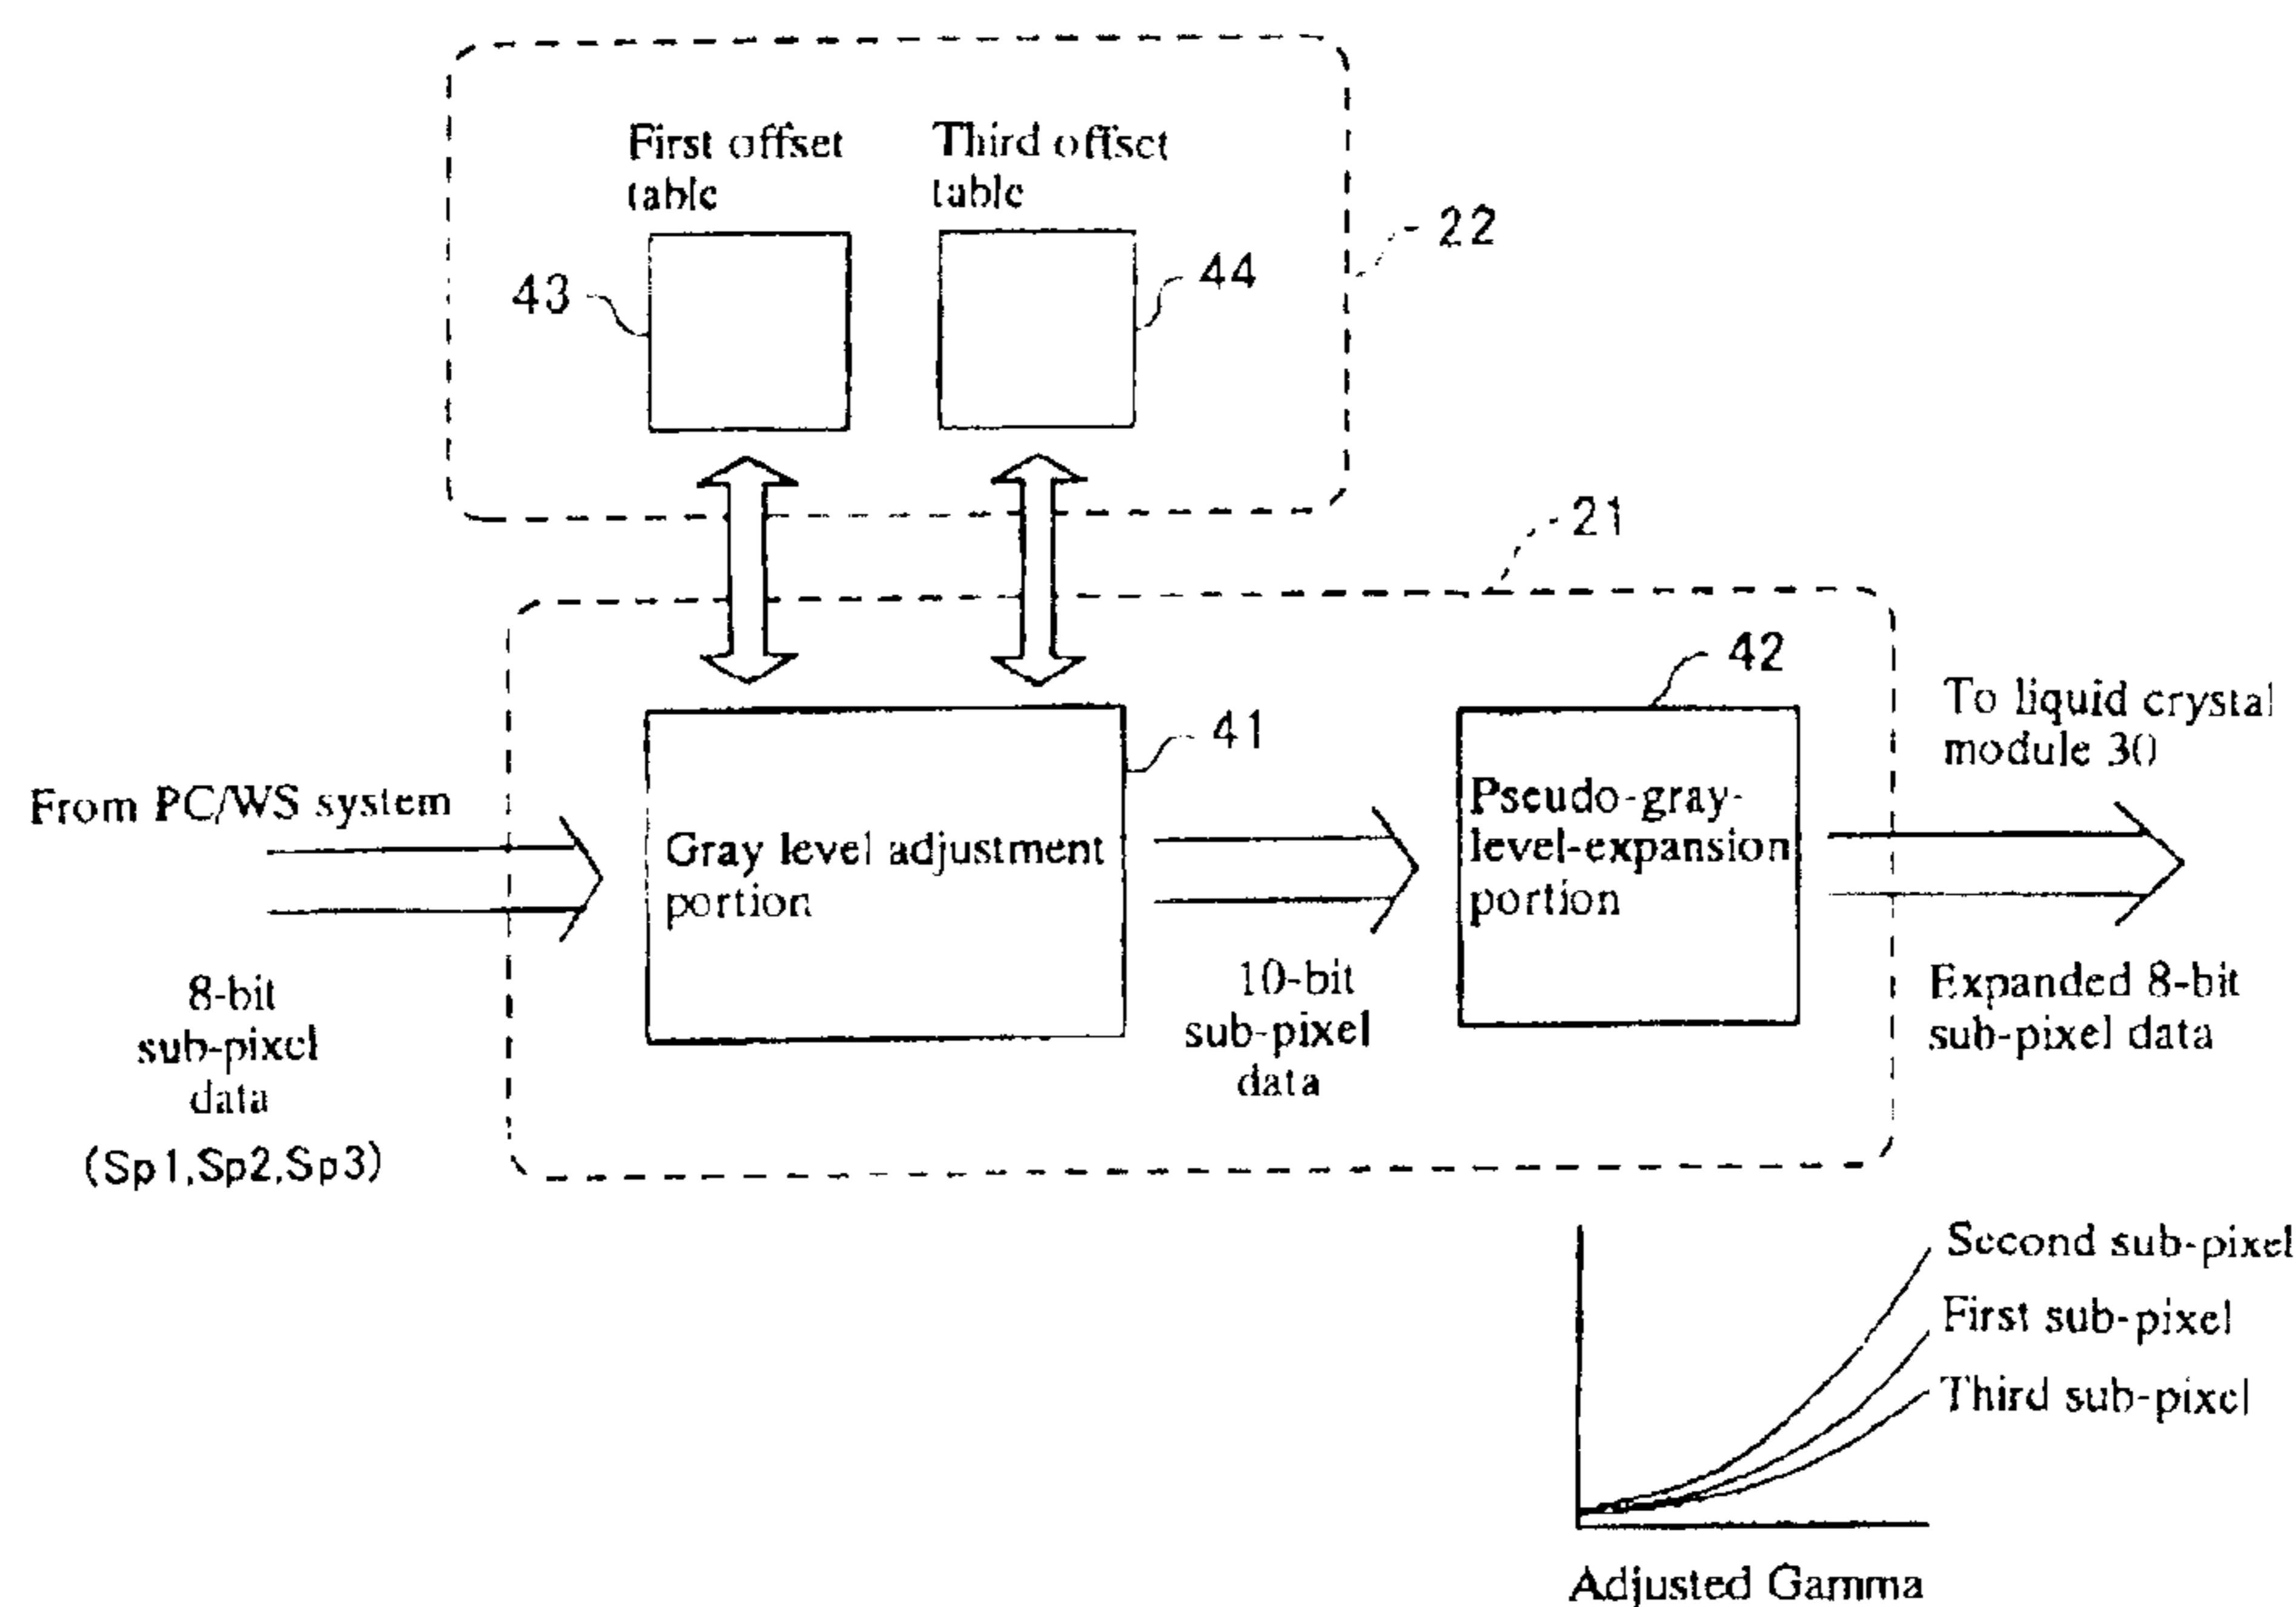 First offset
table
Third offset
table
22
43
44
21
42
41
From PC/WS system
Gray level adjustment
portion
Pseudo-gray-
level-expansion
portion
To liquid crystal
module 30
8-bit
sub-pixel
data
(Sp1,Sp2,Sp3)
10-bit
sub-pixel
data
Expanded 8-bit
sub-pixel data
Second sub-pixel
First sub-pixel
Third sub-pixel
Adjusted Gamma